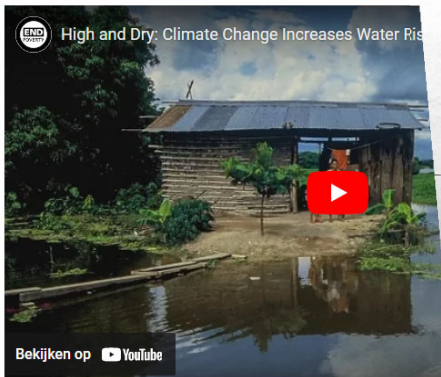 END
POVERTY
High and Dry: Climate Change Increases Water Ris
Bekijken op YouTube